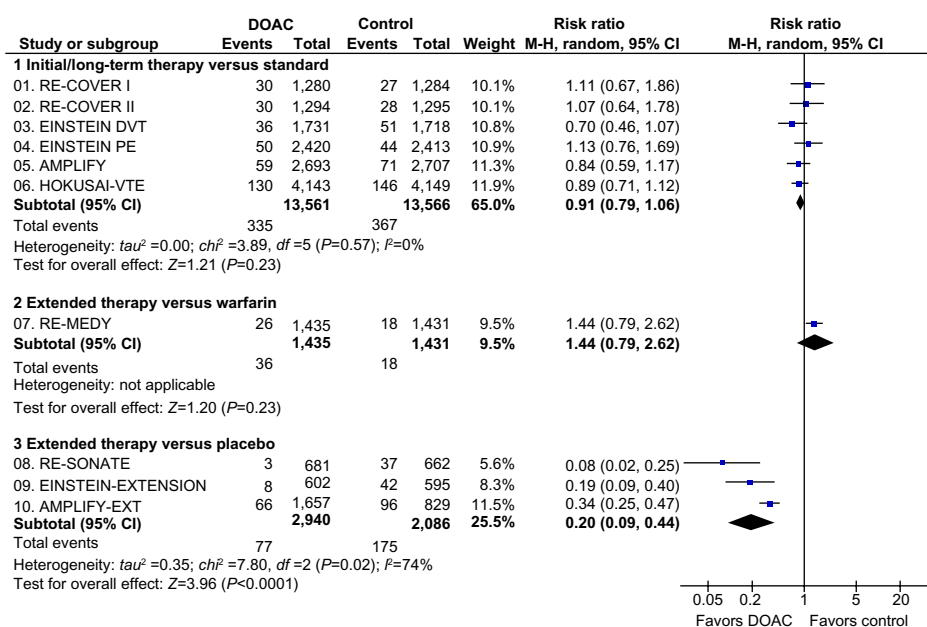 DOAC Control Risk ratio Risk ratio
Study or subgroup Events Total Events Total Weight M-H, random, 95% CI M-H, random, 95% CI
1 Initial/long-term therapy versus standard
01. RE-COVER I 30 1,280 27 1,284 10.1% 1.11 (0.67, 1.86)
02. RE-COVER II 30 1,294 28 1,295 10.1% 1.07 (0.64, 1.78)
03. EINSTEIN DVT 36 1,731 51 1,718 10.8% 0.70 (0.46, 1.07)
04. EINSTEIN PE 50 2,420 44 2,413 11.0% 1.13 (0.76, 1.69)
05. AMPLIFY 59 2,693 71 2,707 11.3% 0.84 (0.59, 1.17)
06. HOKUSAI-VTE 130 4,143 146 4,149 11.9% 0.89 (0.71, 1.12)
Subtotal (95% CI) 13,561 13,566 65.0% 0.91 (0.79, 1.06)
Total events 335 367
Heterogeneity: tau² =0.00; chi² =3.89, df =5 (P=0.57); I²=0%
Test for overall effect: Z=1.21 (P=0.23)
2 Extended therapy versus warfarin
07. RE-MEDY 26 1,435 18 1,431 9.5% 1.44 (0.79, 2.62)
Subtotal (95% CI) 1,435 1,431 9.5% 1.44 (0.79, 2.62)
Total events 36 18
Heterogeneity: not applicable
Test for overall effect: Z=1.20 (P=0.23)
3 Extended therapy versus placebo
08. RE-SONATE 3 681 37 662 5.6% 0.08 (0.02, 0.25)
09. EINSTEIN-EXTENSION 8 602 42 595 8.3% 0.19 (0.09, 0.40)
10. AMPLIFY-EXT 66 1,657 96 829 11.5% 0.34 (0.25, 0.47)
Subtotal (95% CI) 2,940 2,086 25.5% 0.20 (0.09, 0.44)
Total events 77 175
Heterogeneity: tau² =0.35; chi² =7.80, df =2 (P=0.02); I²=74%
Test for overall effect: Z=3.96 (P<0.0001)
0.05 0.2 1 5 20
Favors DOAC Favors control